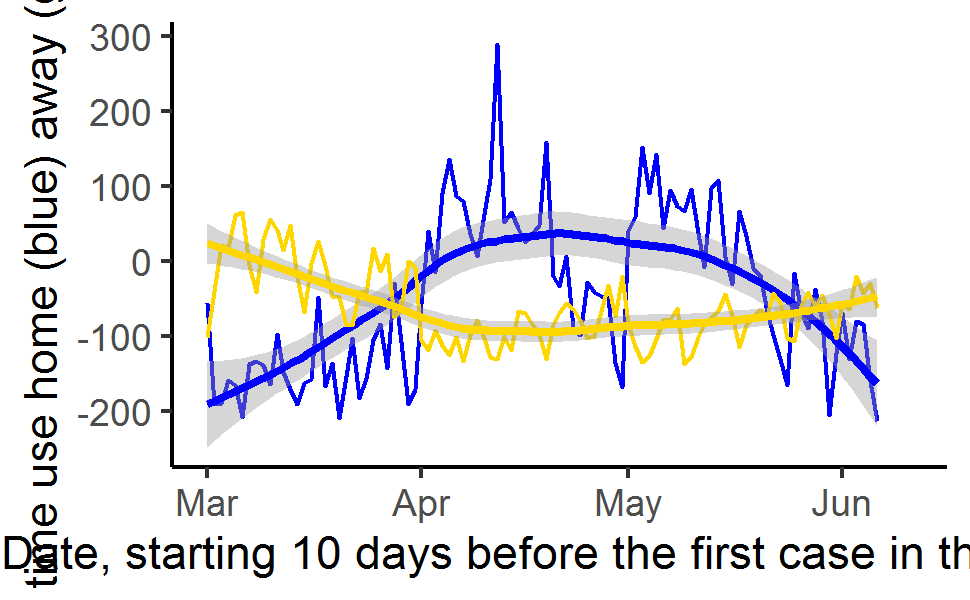 time use home (blue) away (g
300
200
100
0
-100
-200
Mar Apr May Jun
Date, starting 10 days before the first case in th